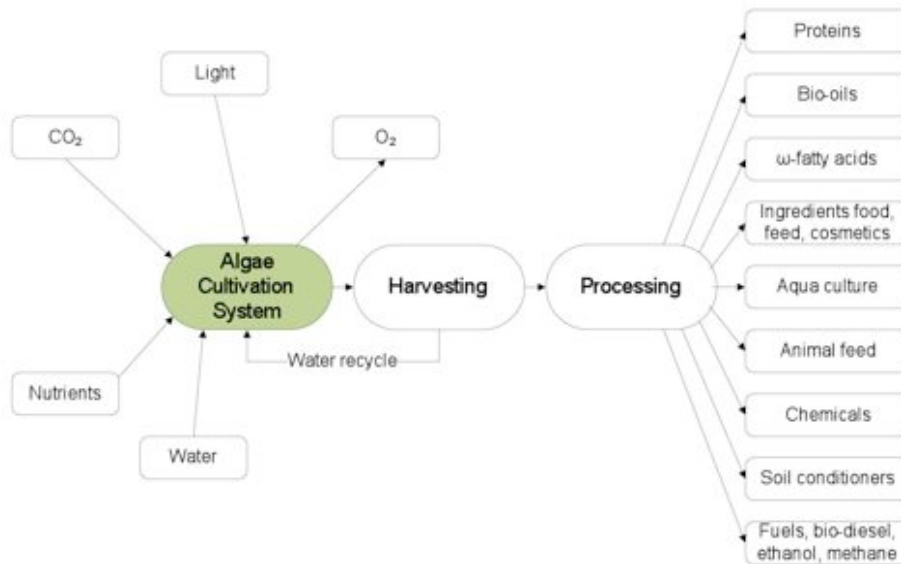 Light
CO₂
O₂
Algae
Cultivation
System
Harvesting
Processing
Water recycle
Nutrients
Water
Proteins
Bio-oils
ω-fatty acids
Ingredients food,
feed, cosmetics
Aqua culture
Animal feed
Chemicals
Soil conditioners
Fuels, bio-diesel,
ethanol, methane